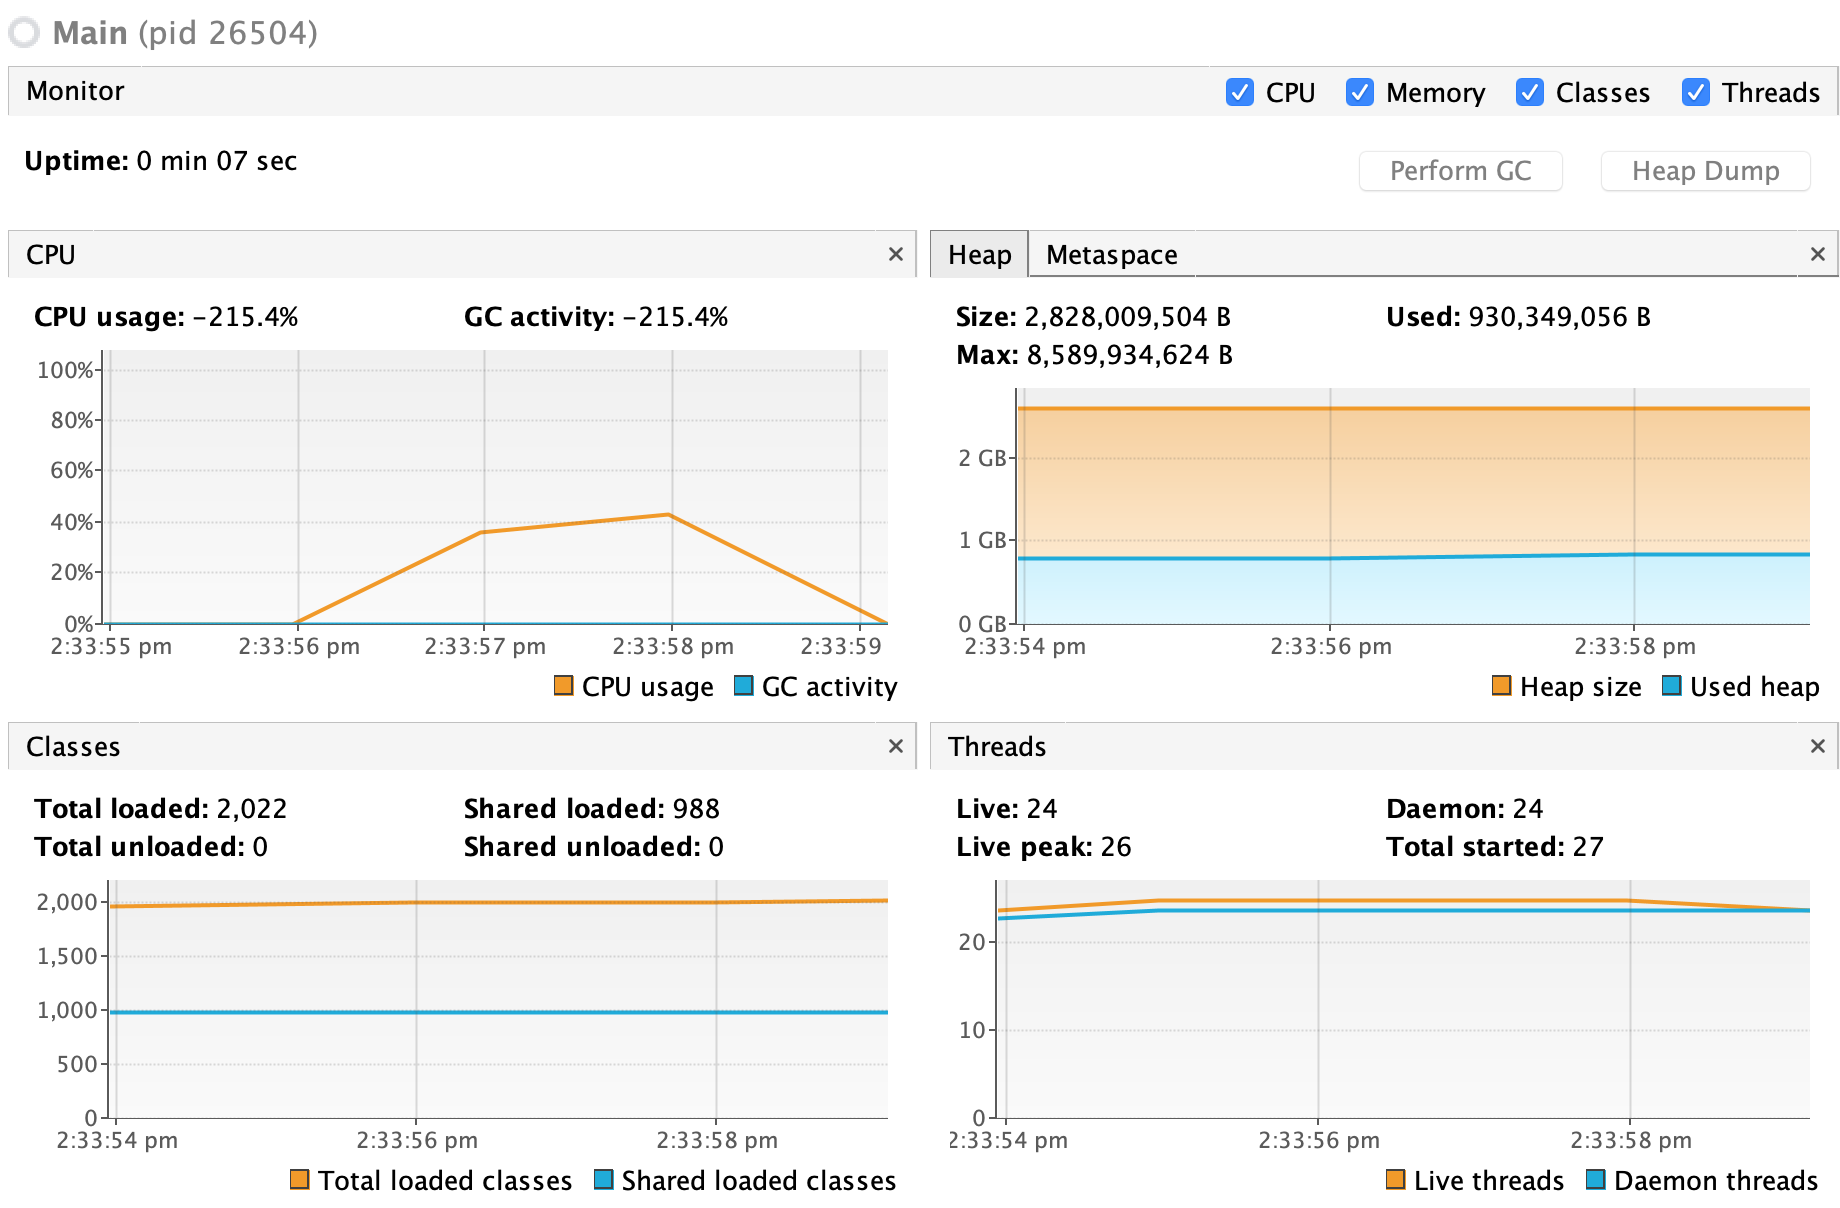 Main (pid 26504)
Monitor
CPU Memory Classes Threads
Uptime: 0 min 07 sec
Perform GC Heap Dump
CPU ×
CPU usage: -215.4% GC activity: -215.4%
100%
80%
60%
40%
20%
0%
2:33:55 pm 2:33:56 pm 2:33:57 pm 2:33:58 pm 2:33:59
CPU usage GC activity
Heap Metaspace ×
Size: 2,828,009,504 B Used: 930,349,056 B
Max: 8,589,934,624 B
2 GB
1 GB
0 GB
2:33:54 pm 2:33:56 pm 2:33:58 pm
Heap size Used heap
Classes ×
Total loaded: 2,022 Shared loaded: 988
Total unloaded: 0 Shared unloaded: 0
2,000
1,500
1,000
500
0
2:33:54 pm 2:33:56 pm 2:33:58 pm
Total loaded classes Shared loaded classes
Threads ×
Live: 24 Daemon: 24
Live peak: 26 Total started: 27
20
10
0
2:33:54 pm 2:33:56 pm 2:33:58 pm
Live threads Daemon threads